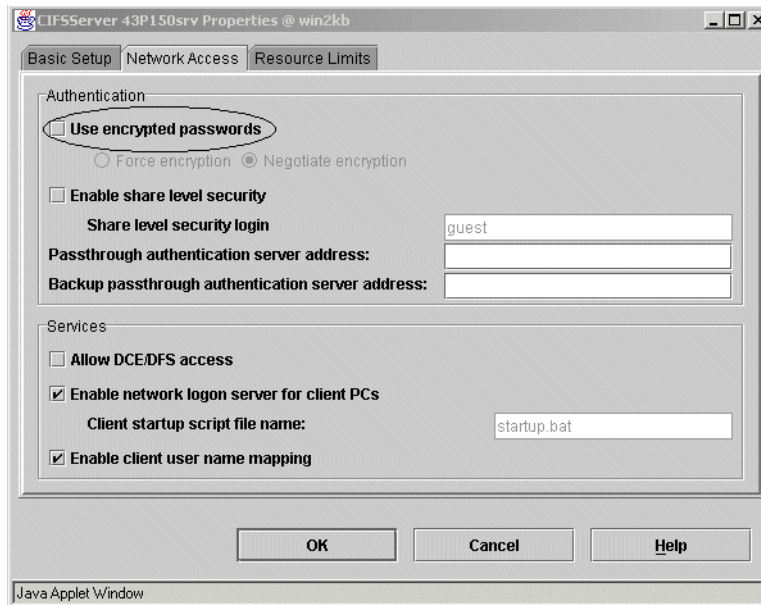 CIFSServer 43P150srv Properties @ win2kb
Basic Setup Network Access Resource Limits
Authentication
Use encrypted passwords
Force encryption Negotiate encryption
Enable share level security
Share level security login guest
Passthrough authentication server address:
Backup passthrough authentication server address:
Services
Allow DCE/DFS access
Enable network logon server for client PCs
Client startup script file name: startup.bat
Enable client user name mapping
OK Cancel Help
Java Applet Window